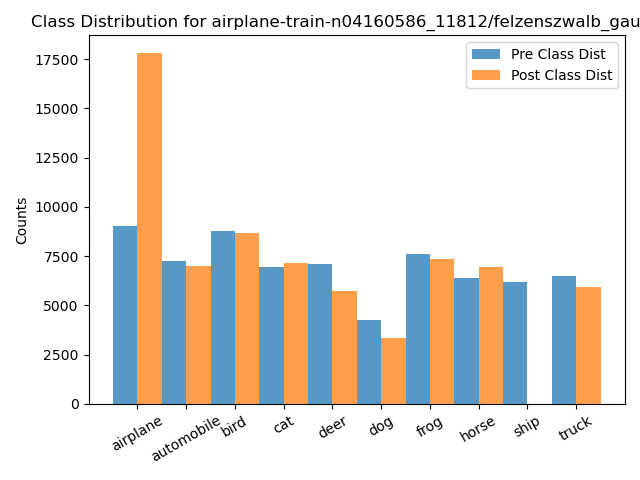 Class Distribution for airplane-train-n04160586_11812/felzenszwalb_gau
Pre Class Dist
Post Class Dist
Counts
17500
15000
12500
10000
7500
5000
2500
0
airplane
automobile
bird
cat
deer
dog
frog
horse
ship
truck